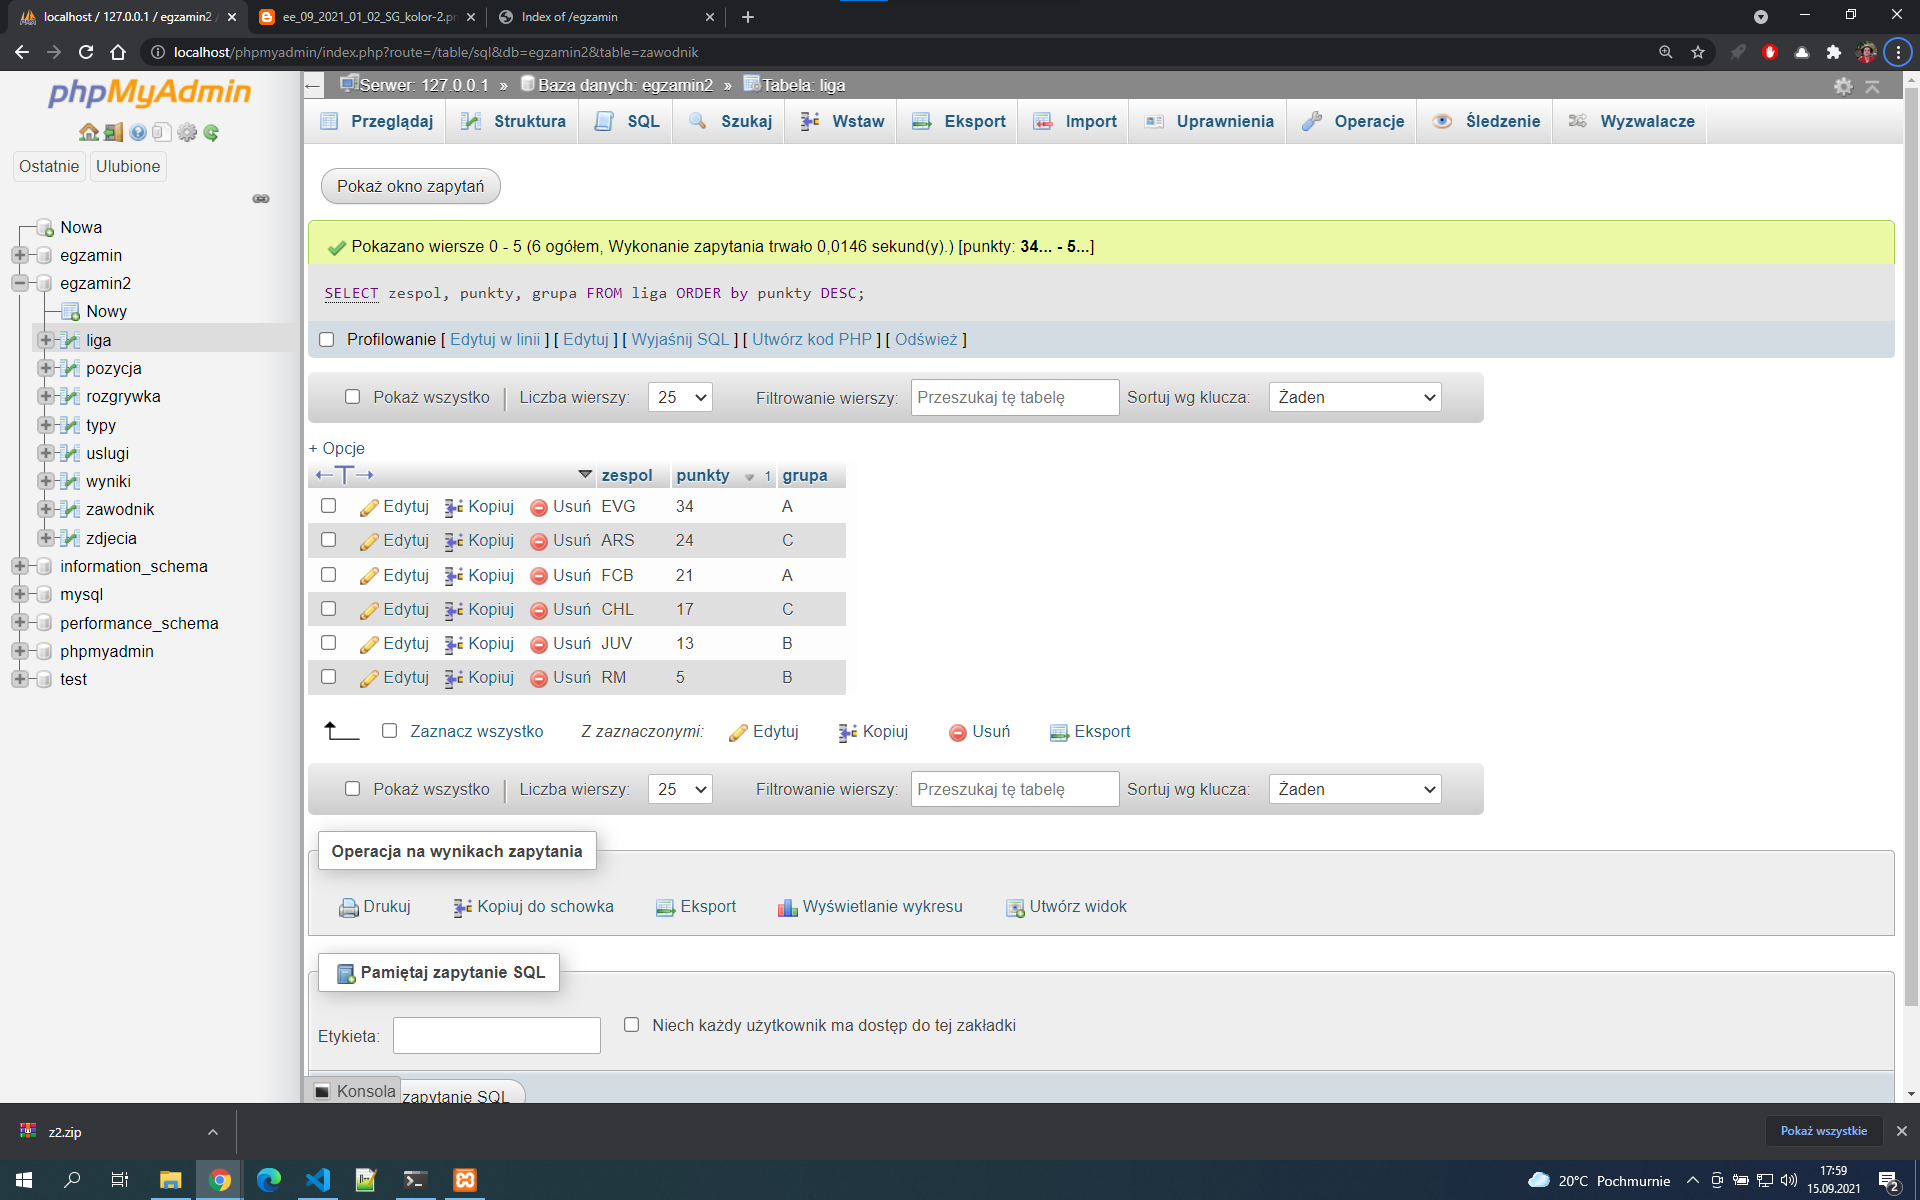 localhost / 127.0.0.1 / egzamin2 /
ee_09_2021_01_02_SG_kolor-2.pn
Index of /egzamin
localhost/phpmyadmin/index.php?route=/table/sql&db=egzamin2&table=zawodnik
phpMyAdmin
Ostatnie Ulubione
Nowa
egzamin
egzamin2
Nowy
liga
pozycja
rozgrywka
typy
uslugi
wyniki
zawodnik
zdjecia
information_schema
mysql
performance_schema
phpmyadmin
test
Serwer: 127.0.0.1 » Baza danych: egzamin2 » Tabela: liga
Przeglądaj Struktura SQL Szukaj Wstaw Eksport Import Uprawnienia Operacje Śledzenie Wyzwalacze
Pokaż okno zapytań
Pokazano wiersze 0 - 5 (6 ogółem, Wykonanie zapytania trwało 0,0146 sekund(y).) [punkty: 34... - 5...]
SELECT zespol, punkty, grupa FROM liga ORDER by punkty DESC;
Profilowanie [ Edytuj w linii ] [ Edytuj ] [ Wyjaśnij SQL ] [ Utwórz kod PHP ] [ Odśwież ]
Pokaż wszystko | Liczba wierszy: 25 Filtrowanie wierszy: Przeszukaj tę tabelę Sortuj wg klucza: Żaden
+ Opcje
←T→ zespol punkty 1 grupa
Edytuj Kopiuj Usuń EVG 34 A
Edytuj Kopiuj Usuń ARS 24 C
Edytuj Kopiuj Usuń FCB 21 A
Edytuj Kopiuj Usuń CHL 17 C
Edytuj Kopiuj Usuń JUV 13 B
Edytuj Kopiuj Usuń RM 5 B
Zaznacz wszystko Z zaznaczonymi: Edytuj Kopiuj Usuń Eksport
Pokaż wszystko | Liczba wierszy: 25 Filtrowanie wierszy: Przeszukaj tę tabelę Sortuj wg klucza: Żaden
Operacja na wynikach zapytania
Drukuj Kopiuj do schowka Eksport Wyświetlanie wykresu Utwórz widok
Pamiętaj zapytanie SQL
Etykieta: Niech każdy użytkownik ma dostęp do tej zakładki
Konsola zapytanie SQL
z2.zip
Pokaż wszystkie
20°C Pochmurnie
17:59
15.09.2021
2